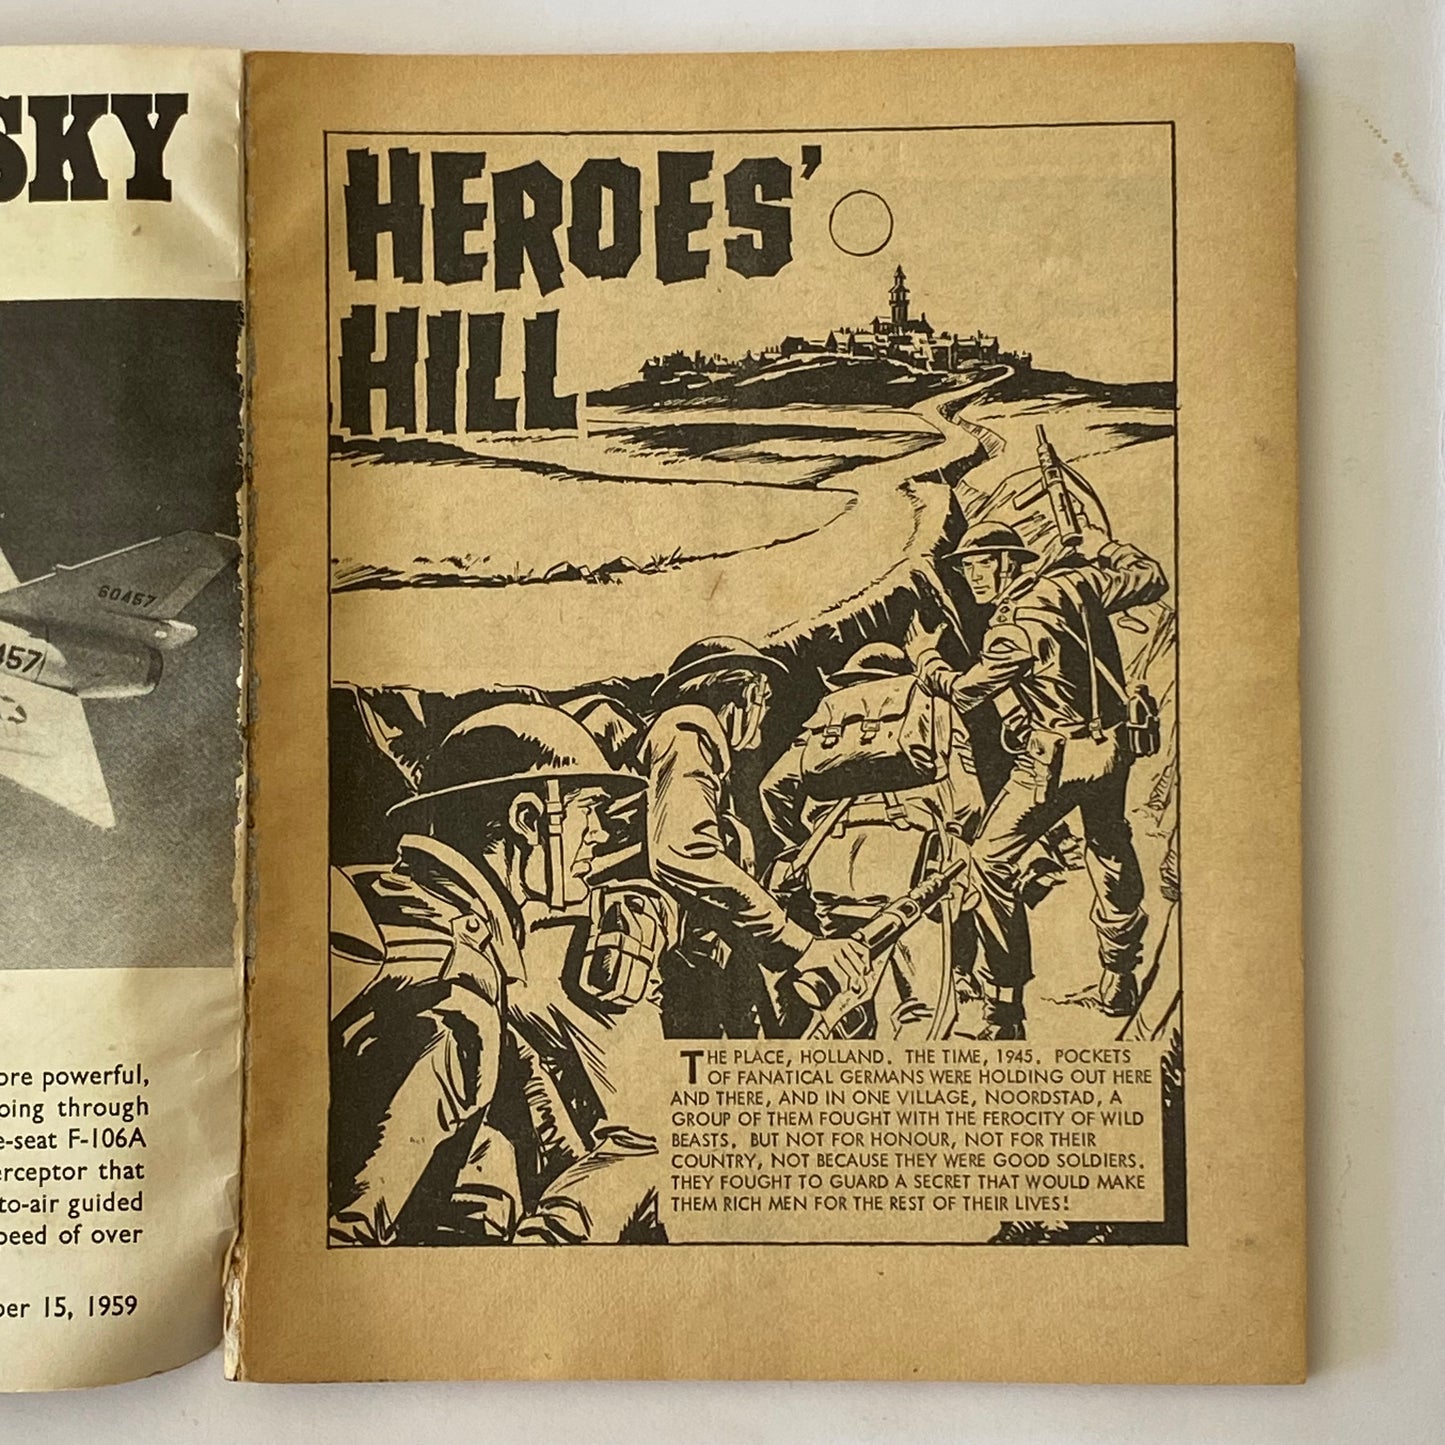 SKY
60457
457
ore powerful,
oing through
e-seat F-106A
erceptor that
to-air guided
peed of over
ber 15, 1959
HEROES'
HILL
THE PLACE, HOLLAND. THE TIME, 1945. POCKETS
OF FANATICAL GERMANS WERE HOLDING OUT HERE
AND THERE, AND IN ONE VILLAGE, NOORDSTAD, A
GROUP OF THEM FOUGHT WITH THE FEROCITY OF WILD
BEASTS. BUT NOT FOR HONOUR, NOT FOR THEIR
COUNTRY, NOT BECAUSE THEY WERE GOOD SOLDIERS.
THEY FOUGHT TO GUARD A SECRET THAT WOULD MAKE
THEM RICH MEN FOR THE REST OF THEIR LIVES!